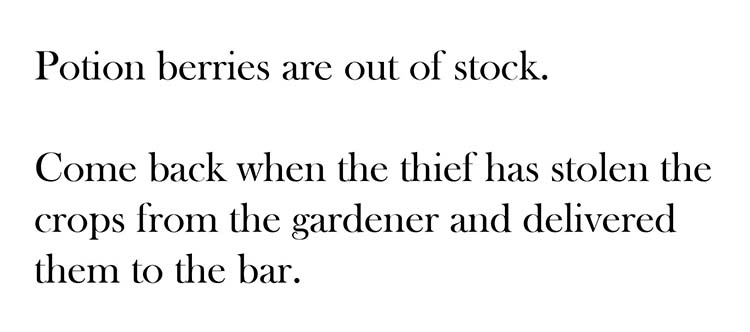 Potion berries are out of stock.
Come back when the thief has stolen the
crops from the gardener and delivered
them to the bar.